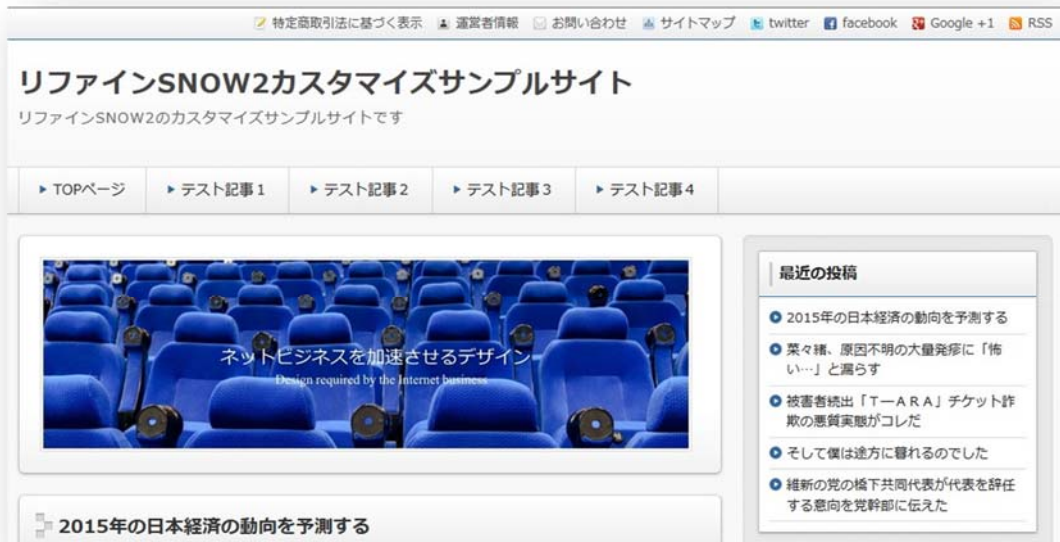 特定商取引法に基づく表示 運営者情報 お問い合わせ サイトマップ twitter facebook Google +1 RSS
リファインSNOW2カスタマイズサンプルサイト
リファインSNOW2のカスタマイズサンプルサイトです
TOPページ テスト記事1 テスト記事2 テスト記事3 テスト記事4
ネットビジネスを加速させるデザイン
Design required by the Internet business
2015年の日本経済の動向を予測する
最近の投稿
2015年の日本経済の動向を予測する
菜々緒、原因不明の大量発疹に「怖
い…」と漏らす
被害者続出「T―ARA」チケット詐
欺の悪質実態がコレだ
そして僕は途方に暮れるのでした
維新の党の橋下共同代表が代表を辞任
する意向を党幹部に伝えた